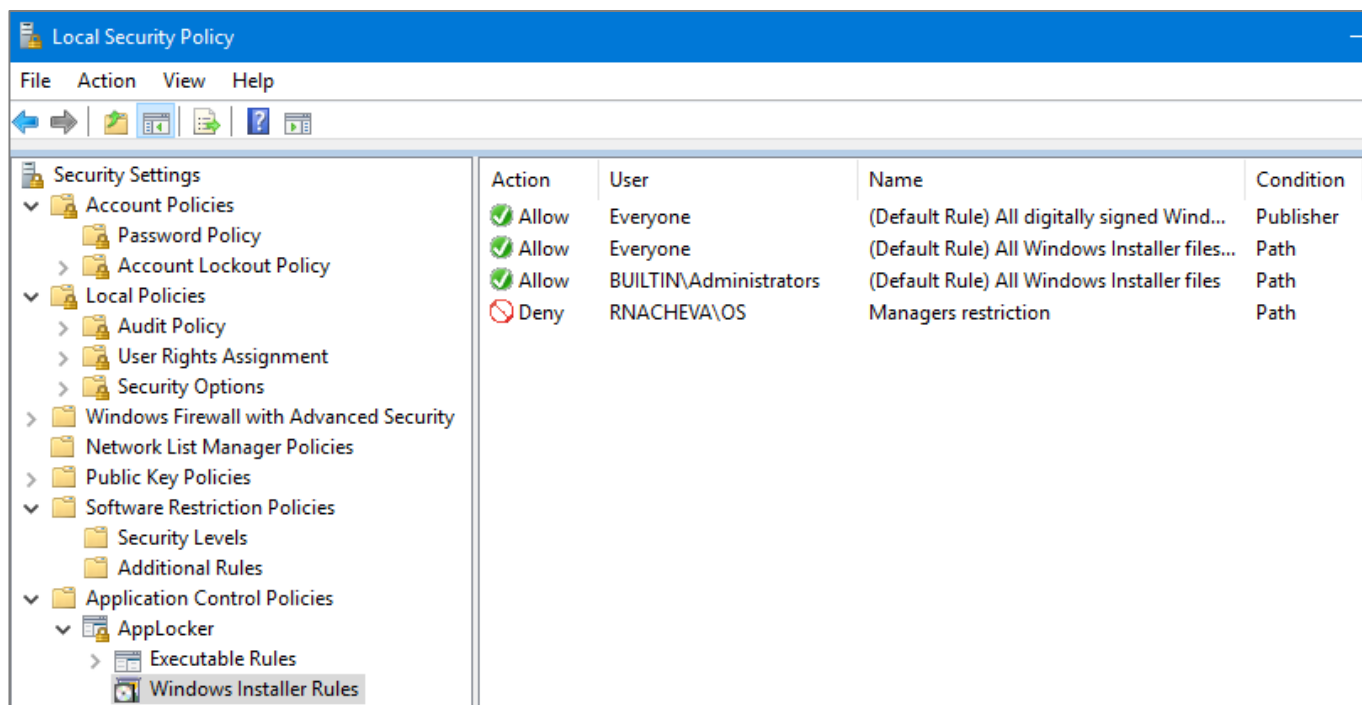 Local Security Policy
File Action View Help
Security Settings
Account Policies
Password Policy
Account Lockout Policy
Local Policies
Audit Policy
User Rights Assignment
Security Options
Windows Firewall with Advanced Security
Network List Manager Policies
Public Key Policies
Software Restriction Policies
Security Levels
Additional Rules
Application Control Policies
AppLocker
Executable Rules
Windows Installer Rules
Action User Name Condition
Allow Everyone (Default Rule) All digitally signed Wind... Publisher
Allow Everyone (Default Rule) All Windows Installer files... Path
Allow BUILTIN\Administrators (Default Rule) All Windows Installer files Path
Deny RNACHEVA\OS Managers restriction Path